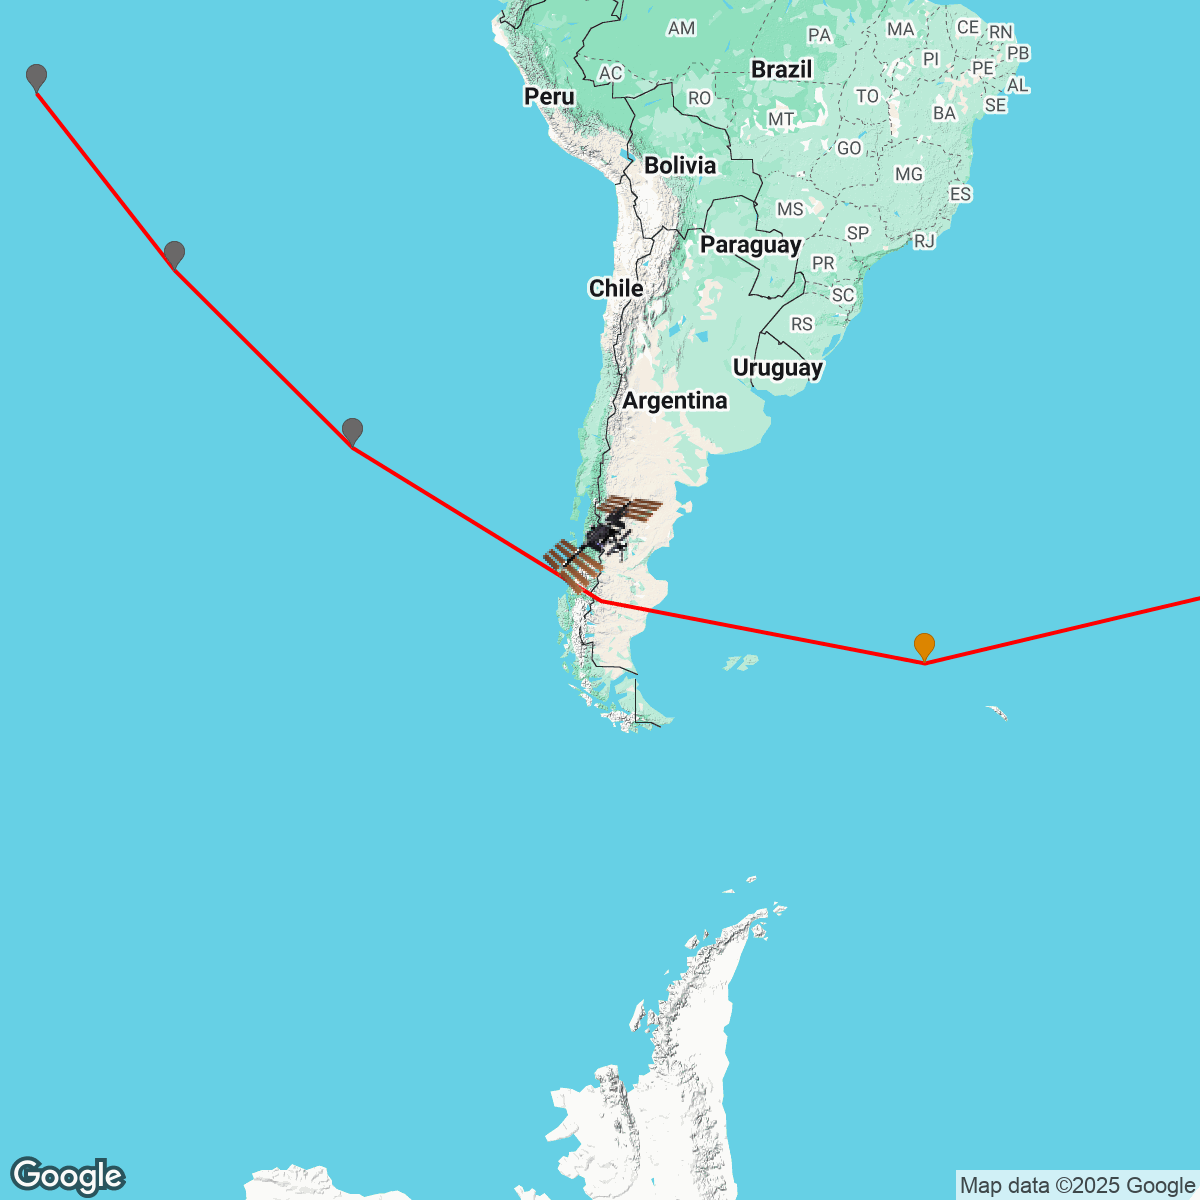 AM
PA
MA
CE
RN
PB
PI
PE
AL
SE
Brazil
AC
Peru
RO
TO
BA
MT
GO
Bolivia
MG
ES
MS
SP
RJ
Paraguay
PR
Chile
SC
RS
Uruguay
Argentina
Google
Map data ©2025 Google